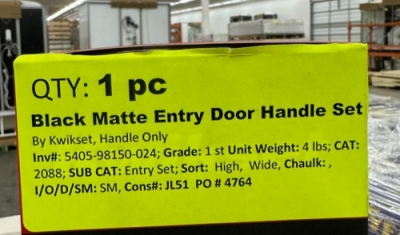 QTY: 1 pc
Black Matte Entry Door Handle Set
By Kwikset, Handle Only
Inv#: 5405-98150-024; Grade: 1 st Unit Weight: 4 lbs; CAT:
2088; SUB CAT: Entry Set; Sort: High, Wide, Chaulk: ,
I/O/D/SM: SM, Cons#: JL51 PO # 4764